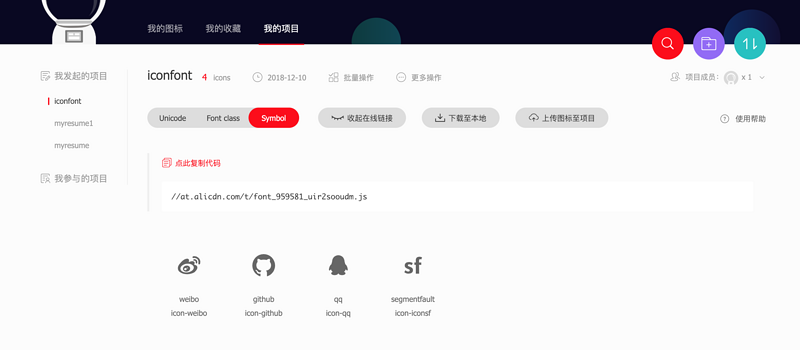 我的图标 我的收藏 我的项目
我发起的项目
iconfont
myresume1
myresume
我参与的项目
iconfont 4 icons 2018-12-10 批量操作 更多操作 项目成员： x 1
Unicode Font class Symbol 收起在线链接 下载至本地 上传图标至项目 使用帮助
点此复制代码
//at.alicdn.com/t/font_959581_uir2sooudm.js
sf
weibo github qq segmentfault
icon-weibo icon-github icon-qq icon-iconsf